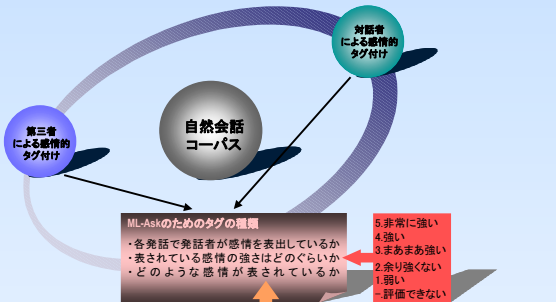 対話者
による感情的
タグ付け
第三者
による感情的
タグ付け
自然会話
コーパス
ML-Askのためのタグの種類
・各発話で発話者が感情を表出しているか
・表されている感情の強さはどのぐらいか
・どのような感情が表されているか
5.非常に強い
4.強い
3.まあまあ強い
2.余り強くない
1.弱い
-.評価できない